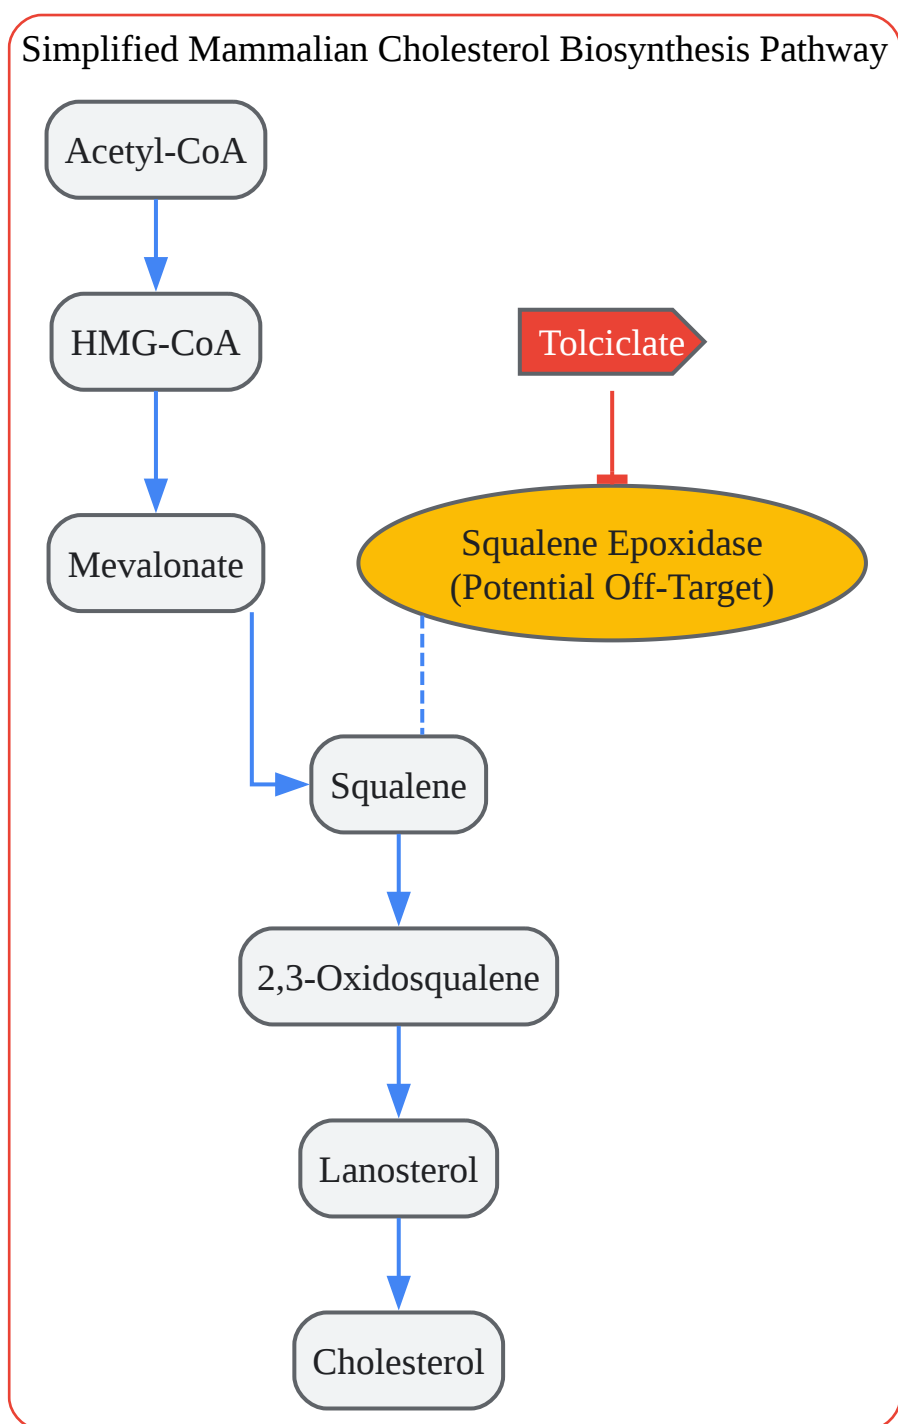 Simplified Mammalian Cholesterol Biosynthesis Pathway
Acetyl-CoA
HMG-CoA
Tolciclate
Mevalonate
Squalene Epoxidase
(Potential Off-Target)
Squalene
2,3-Oxidosqualene
Lanosterol
Cholesterol